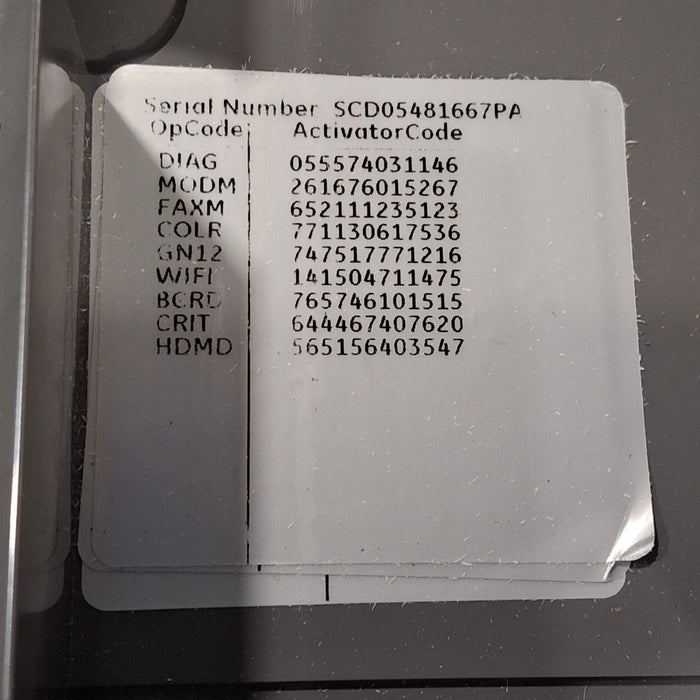 Serial Number SCD05481667PA
OpCode ActivatorCode
DIAG 055574031146
MODM 261676015267
FAXM 652111235123
COLR 771130617536
GN12 747517771216
WIFI 141504711475
BCRD 765746101515
CRIT 644467407620
HDMD 565156403547